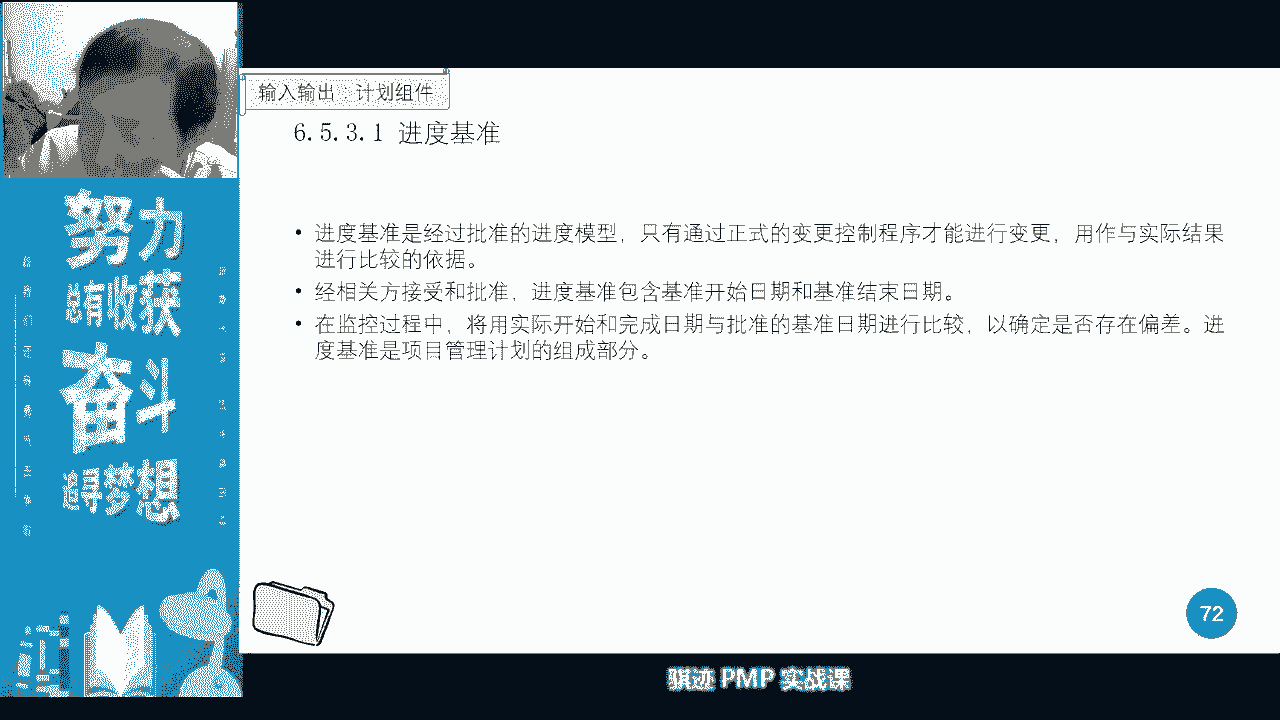 输入输出：计划组件
6.5.3.1 进度基准
• 进度基准是经过批准的进度模型，只有通过正式的变更控制程序才能进行变更，用作与实际结果
进行比较的依据。
• 经相关方接受和批准，进度基准包含基准开始日期和基准结束日期。
• 在监控过程中，将用实际开始和完成日期与批准的基准日期进行比较，以确定是否存在偏差。进
度基准是项目管理计划的组成部分。
努力
总有收获
奋斗
追寻梦想
72
骐迹 PMP 实战课